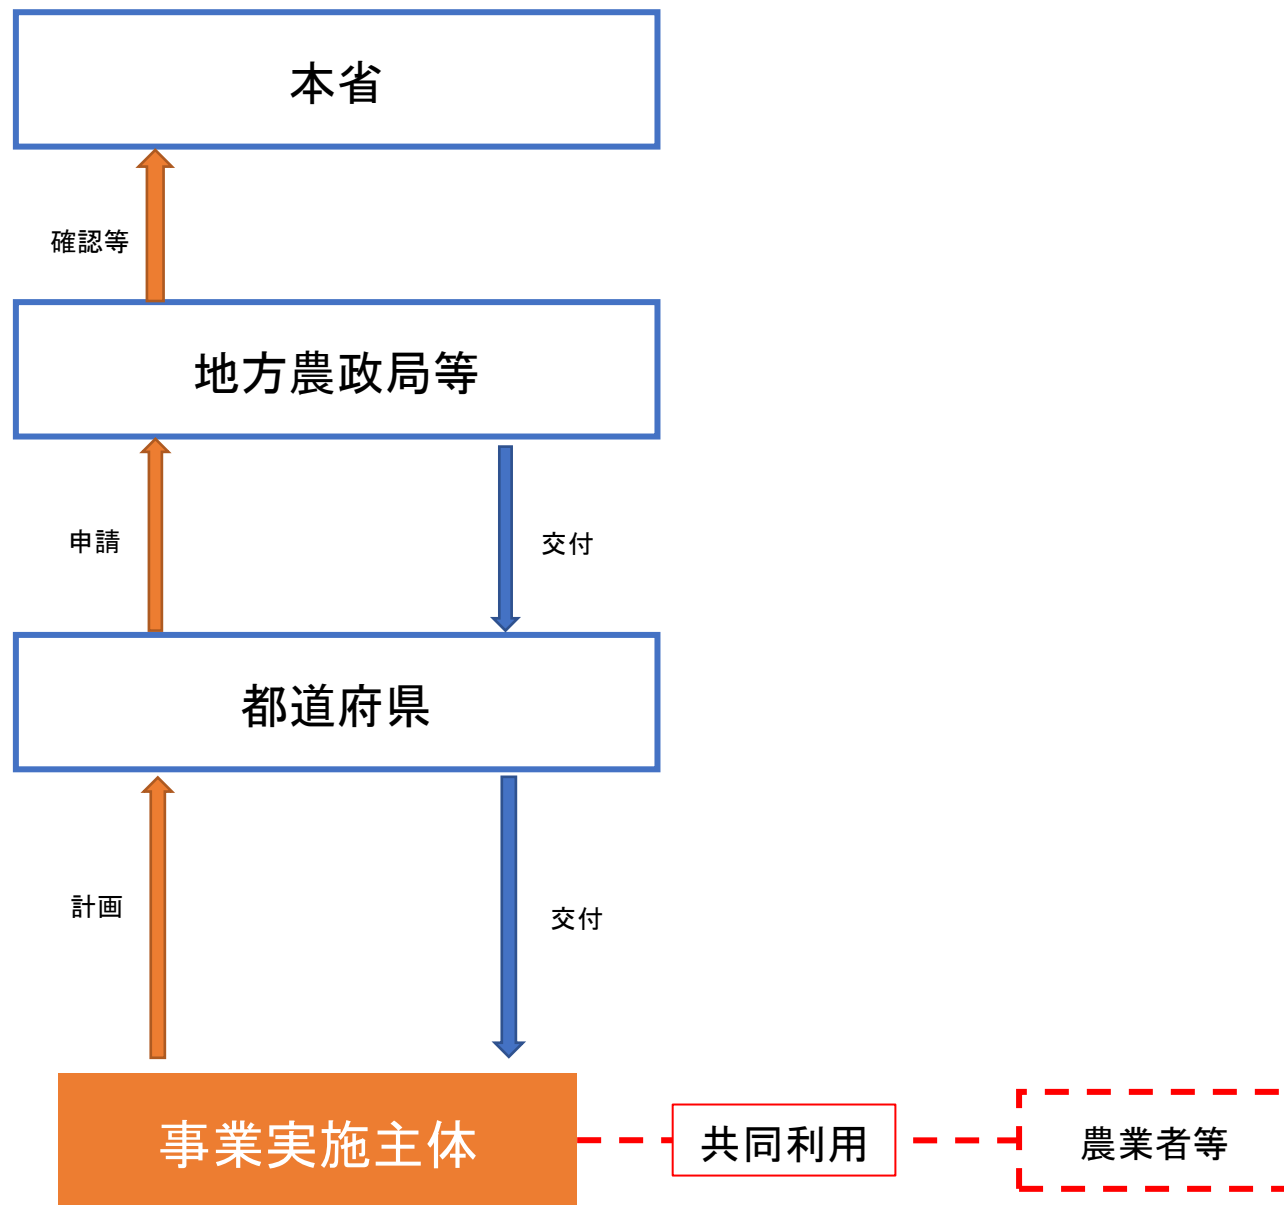 本省
確認等
地方農政局等
申請
交付
都道府県
計画
交付
事業実施主体
共同利用
農業者等